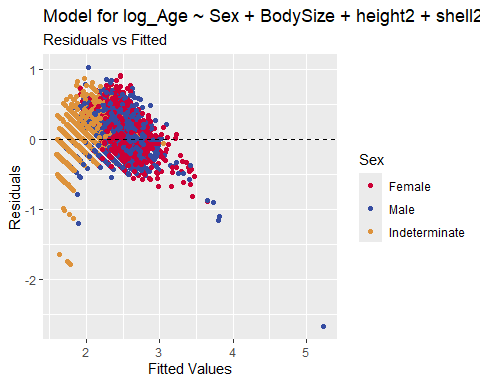 Model for log_Age ~ Sex + BodySize + height2 + shell2
Residuals vs Fitted
1
0
-1
-2
Residuals
2
3
4
5
Fitted Values
Sex
Female
Male
Indeterminate